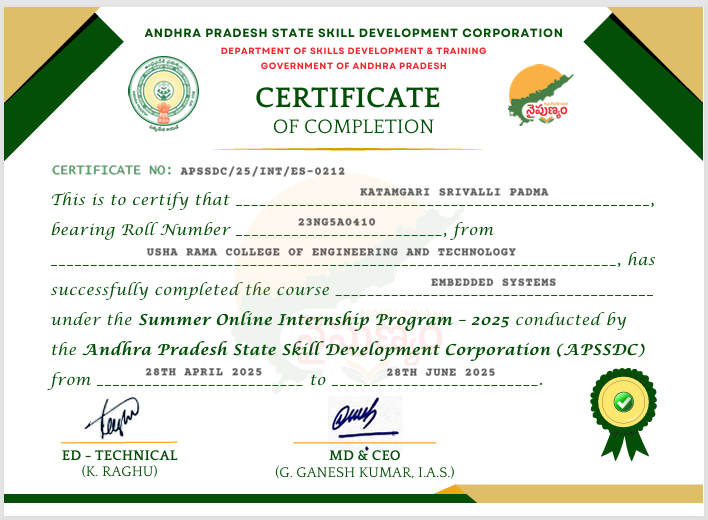 ANDHRA PRADESH STATE SKILL DEVELOPMENT CORPORATION
DEPARTMENT OF SKILLS DEVELOPMENT & TRAINING
GOVERNMENT OF ANDHRA PRADESH
నైపుణ్యం
CERTIFICATE
OF COMPLETION
CERTIFICATE NO: APSSDC/25/INT/ES-0212
This is to certify that KATAMGARI SRIVALLI PADMA,
bearing Roll Number 23NG5A0410, from
USHA RAMA COLLEGE OF ENGINEERING AND TECHNOLOGY, has
successfully completed the course EMBEDDED SYSTEMS
under the Summer Online Internship Program – 2025 conducted by
the Andhra Pradesh State Skill Development Corporation (APSSDC)
from 28TH APRIL 2025 to 28TH JUNE 2025.
ED – TECHNICAL
(K. RAGHU)
MD & CEO
(G. GANESH KUMAR, I.A.S.)